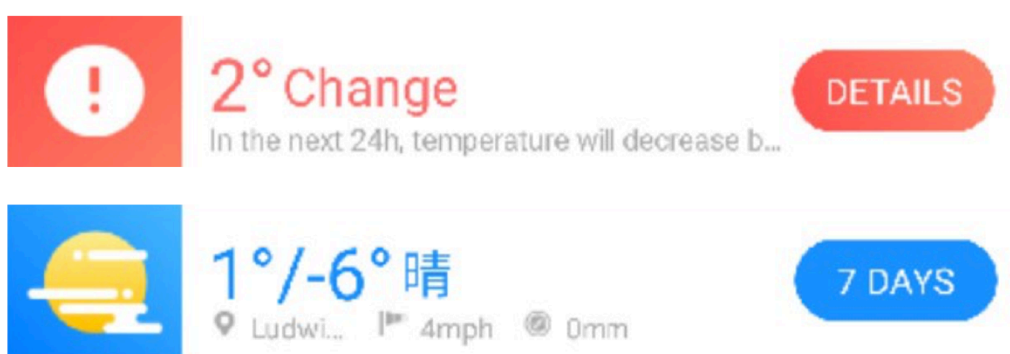 2° Change
In the next 24h, temperature will decrease b...
DETAILS
1°/-6° 晴
Ludwi... 4mph 0mm
7 DAYS